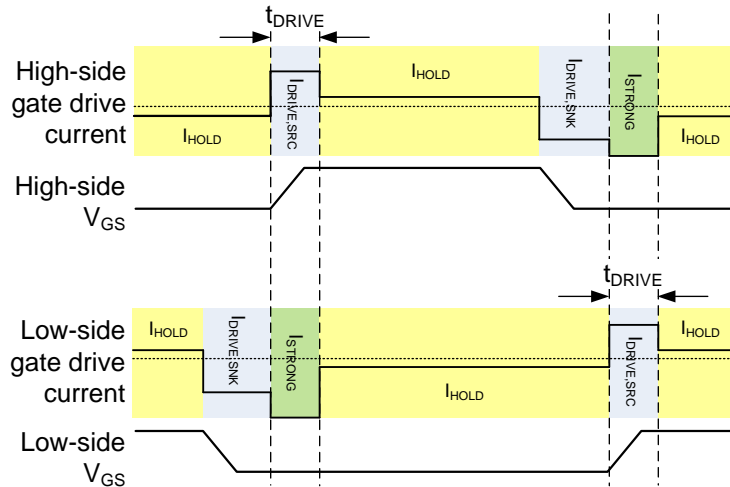 tDRIVE
High-side
gate drive
current
IHOLD
IDRIVE,SRC
IHOLD
IDRIVE,SNK
ISTRONG
IHOLD
High-side
VGS
tDRIVE
Low-side
gate drive
current
IHOLD
IDRIVE,SNK
ISTRONG
IHOLD
IDRIVE,SRC
IHOLD
Low-side
VGS